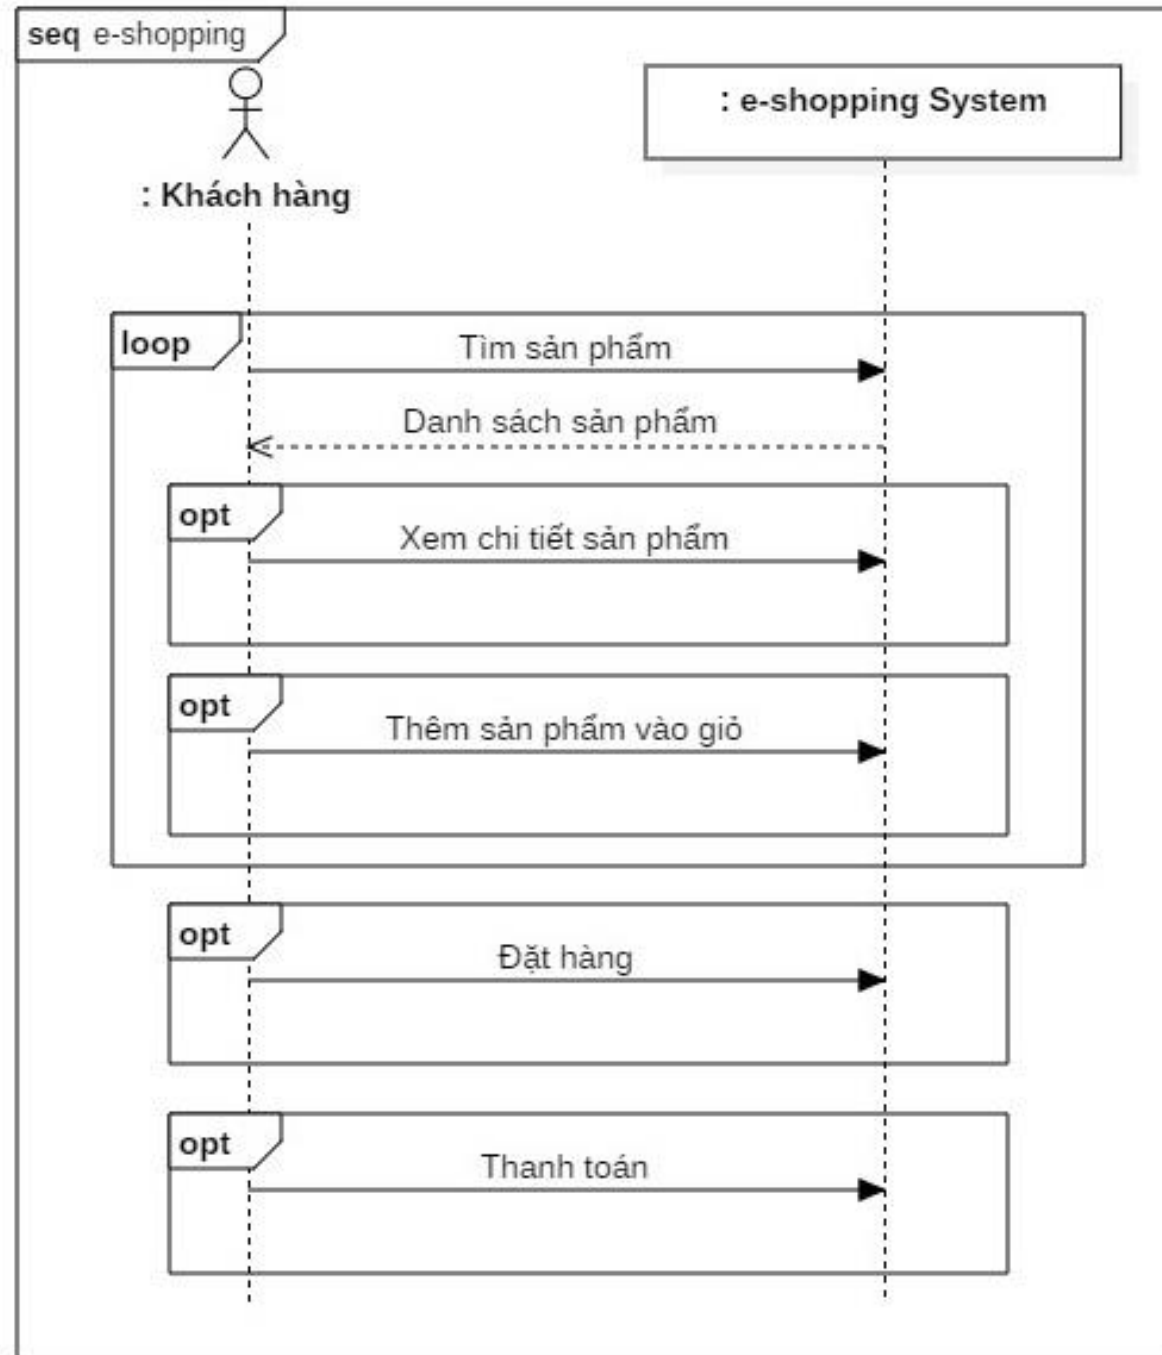 seq e-shopping
: e-shopping System
: Khách hàng
loop
Tìm sản phẩm
Danh sách sản phẩm
opt
Xem chi tiết sản phẩm
opt
Thêm sản phẩm vào giỏ
opt
Đặt hàng
opt
Thanh toán